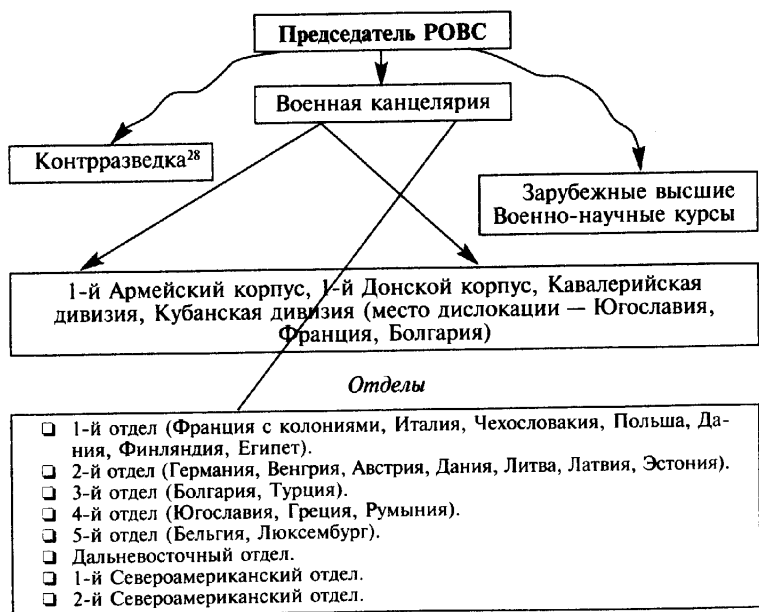 Председатель РОВС
Военная канцелярия
Контрразведка²⁸
Зарубежные высшие
Военно-научные курсы
1-й Армейский корпус, 1-й Донской корпус, Кавалерийская
дивизия, Кубанская дивизия (место дислокации — Югославия,
Франция, Болгария)
Отделы
❏ 1-й отдел (Франция с колониями, Италия, Чехословакия, Польша, Да-
ния, Финляндия, Египет).
❏ 2-й отдел (Германия, Венгрия, Австрия, Дания, Литва, Латвия, Эстония).
❏ 3-й отдел (Болгария, Турция).
❏ 4-й отдел (Югославия, Греция, Румыния).
❏ 5-й отдел (Бельгия, Люксембург).
❏ Дальневосточный отдел.
❏ 1-й Североамериканский отдел.
❏ 2-й Североамериканский отдел.